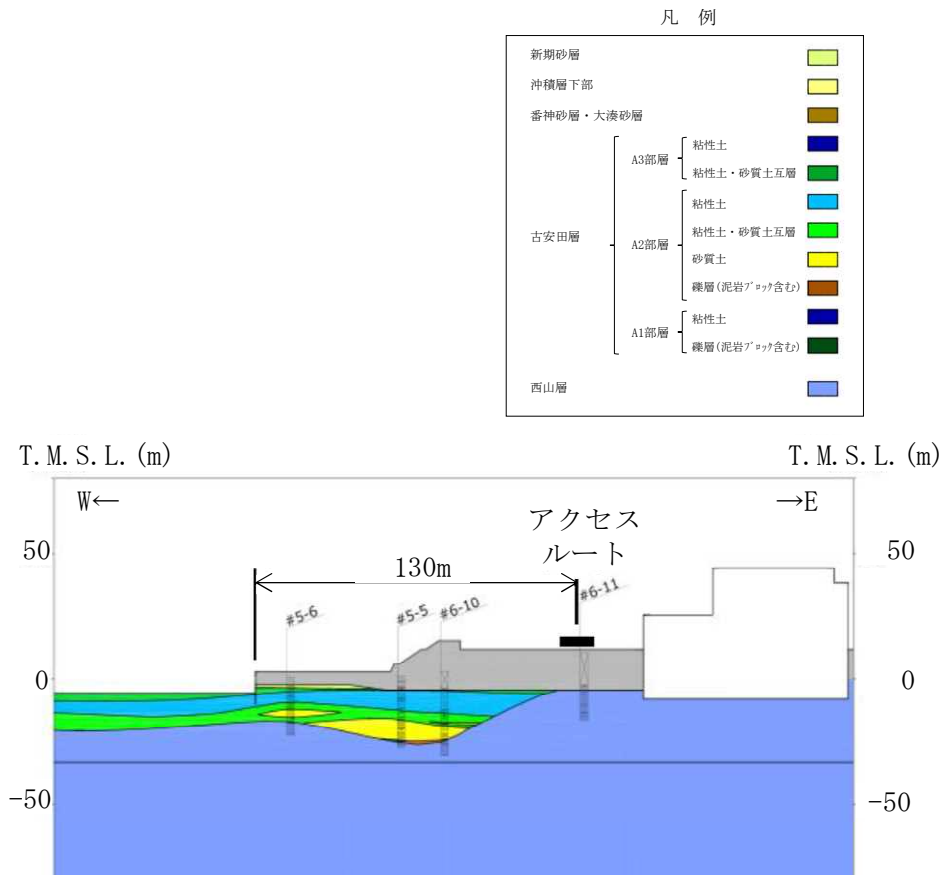 凡　例
新期砂層
沖積層下部
番神砂層・大湊砂層
A3部層
粘性土
粘性土・砂質土互層
古安田層
A2部層
粘性土
粘性土・砂質土互層
砂質土
礫層(泥岩ﾌﾞﾛｯｸ含む)
A1部層
粘性土
礫層(泥岩ﾌﾞﾛｯｸ含む)
西山層
T.M.S.L.(m)
T.M.S.L.(m)
W←
→E
アクセス
ルート
50
50
130m
#5-6
#5-5
#6-10
#6-11
0
0
-50
-50